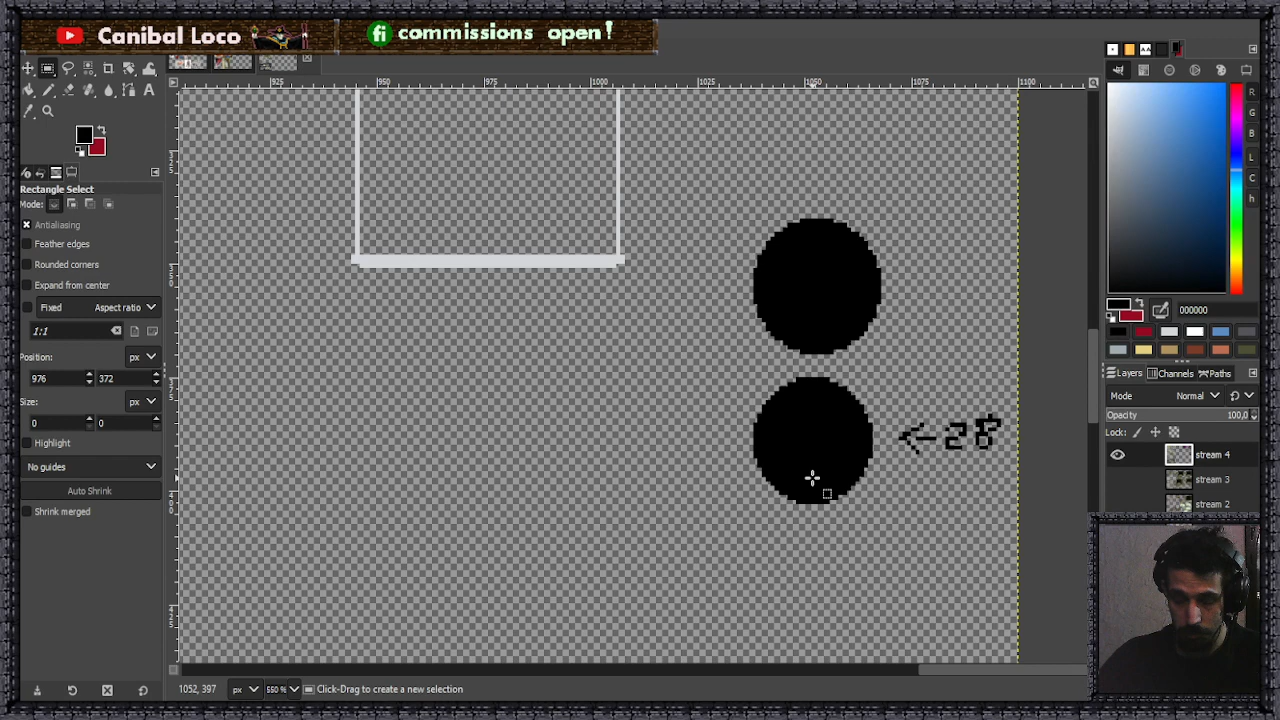 Canibal Loco
fi commissions open!
925 950 975 1000 1025 1050 1075 1100
Rectangle Select
Mode:
Antialiasing
Feather edges
Rounded corners
Expand from center
Fixed Aspect ratio
1:1
Position:
px
976 372
Size:
px
0 0
Highlight
No guides
Auto Shrink
Shrink merged
R
G
B
L
C
h
000000
Layers Channels Paths
Mode Normal
Opacity 100,0
Lock:
stream 4
stream 3
stream 2
<-28º
1052, 397 px 550 % Click-Drag to create a new selection